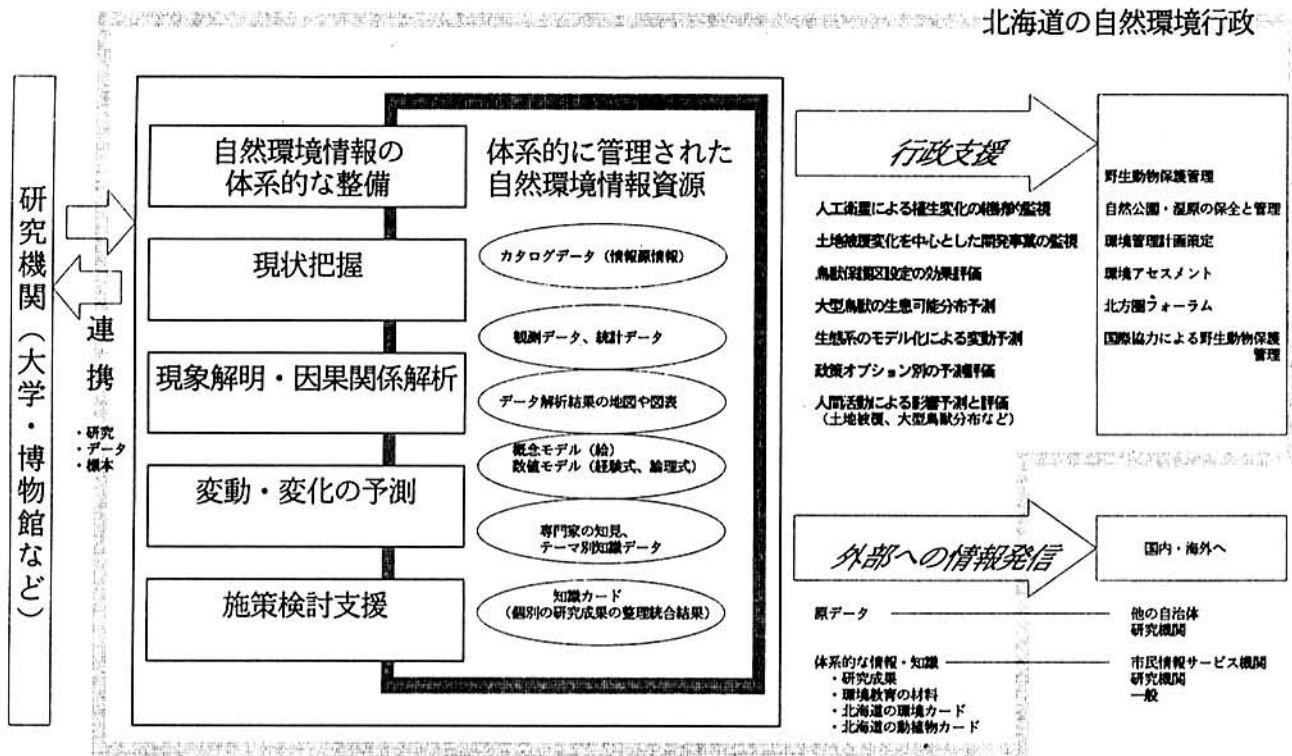 北海道の自然環境行政
研究機関（大学・博物館など）
連携
・研究
・データ
・標本
自然環境情報の
体系的な整備
現状把握
現象解明・因果関係解析
変動・変化の予測
施策検討支援
体系的に管理された
自然環境情報資源
カタログデータ（情報源情報）
観測データ、統計データ
データ解析結果の地図や図表
概念モデル（絵）
数値モデル（経験式、論理式）
専門家の知見、
テーマ別知識データ
知識カード
（個別の研究成果の整理統合結果）
行政支援
人工衛星による植生変化の継続的監視
土地被覆変化を中心とした開発事業の監視
鳥獣保護区設定の効果評価
大型鳥獣の生息可能分布予測
生態系のモデル化による変動予測
政策オプション別の予測評価
人間活動による影響予測と評価
（土地被覆、大型鳥獣分布など）
野生動物保護管理
自然公園・湿原の保全と管理
環境管理計画策定
環境アセスメント
北方圏フォーラム
国際協力による野生動物保護
管理
外部への情報発信
国内・海外へ
原データ
他の自治体
研究機関
体系的な情報・知識
・研究成果
・環境教育の材料
・北海道の環境カード
・北海道の動植物カード
市民情報サービス機関
研究機関
一般